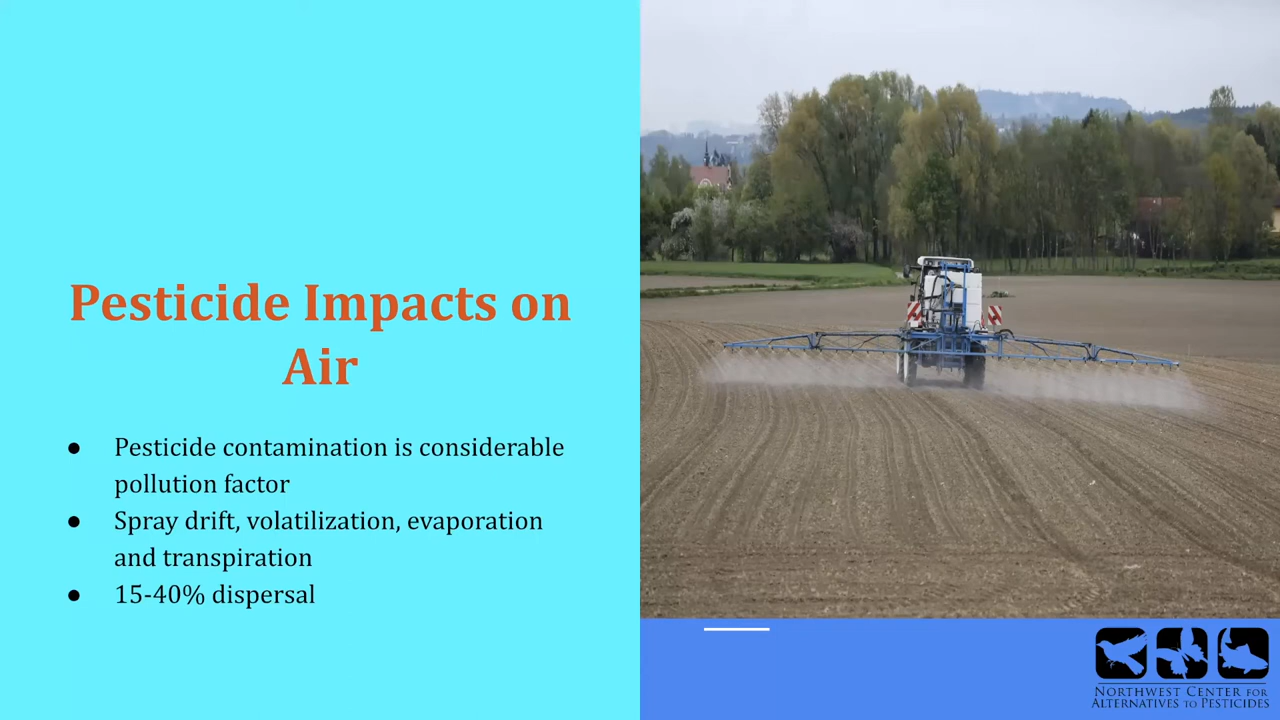 Pesticide Impacts on
Air
● Pesticide contamination is considerable
pollution factor
● Spray drift, volatilization, evaporation
and transpiration
● 15-40% dispersal
NORTHWEST CENTER FOR
ALTERNATIVES TO PESTICIDES